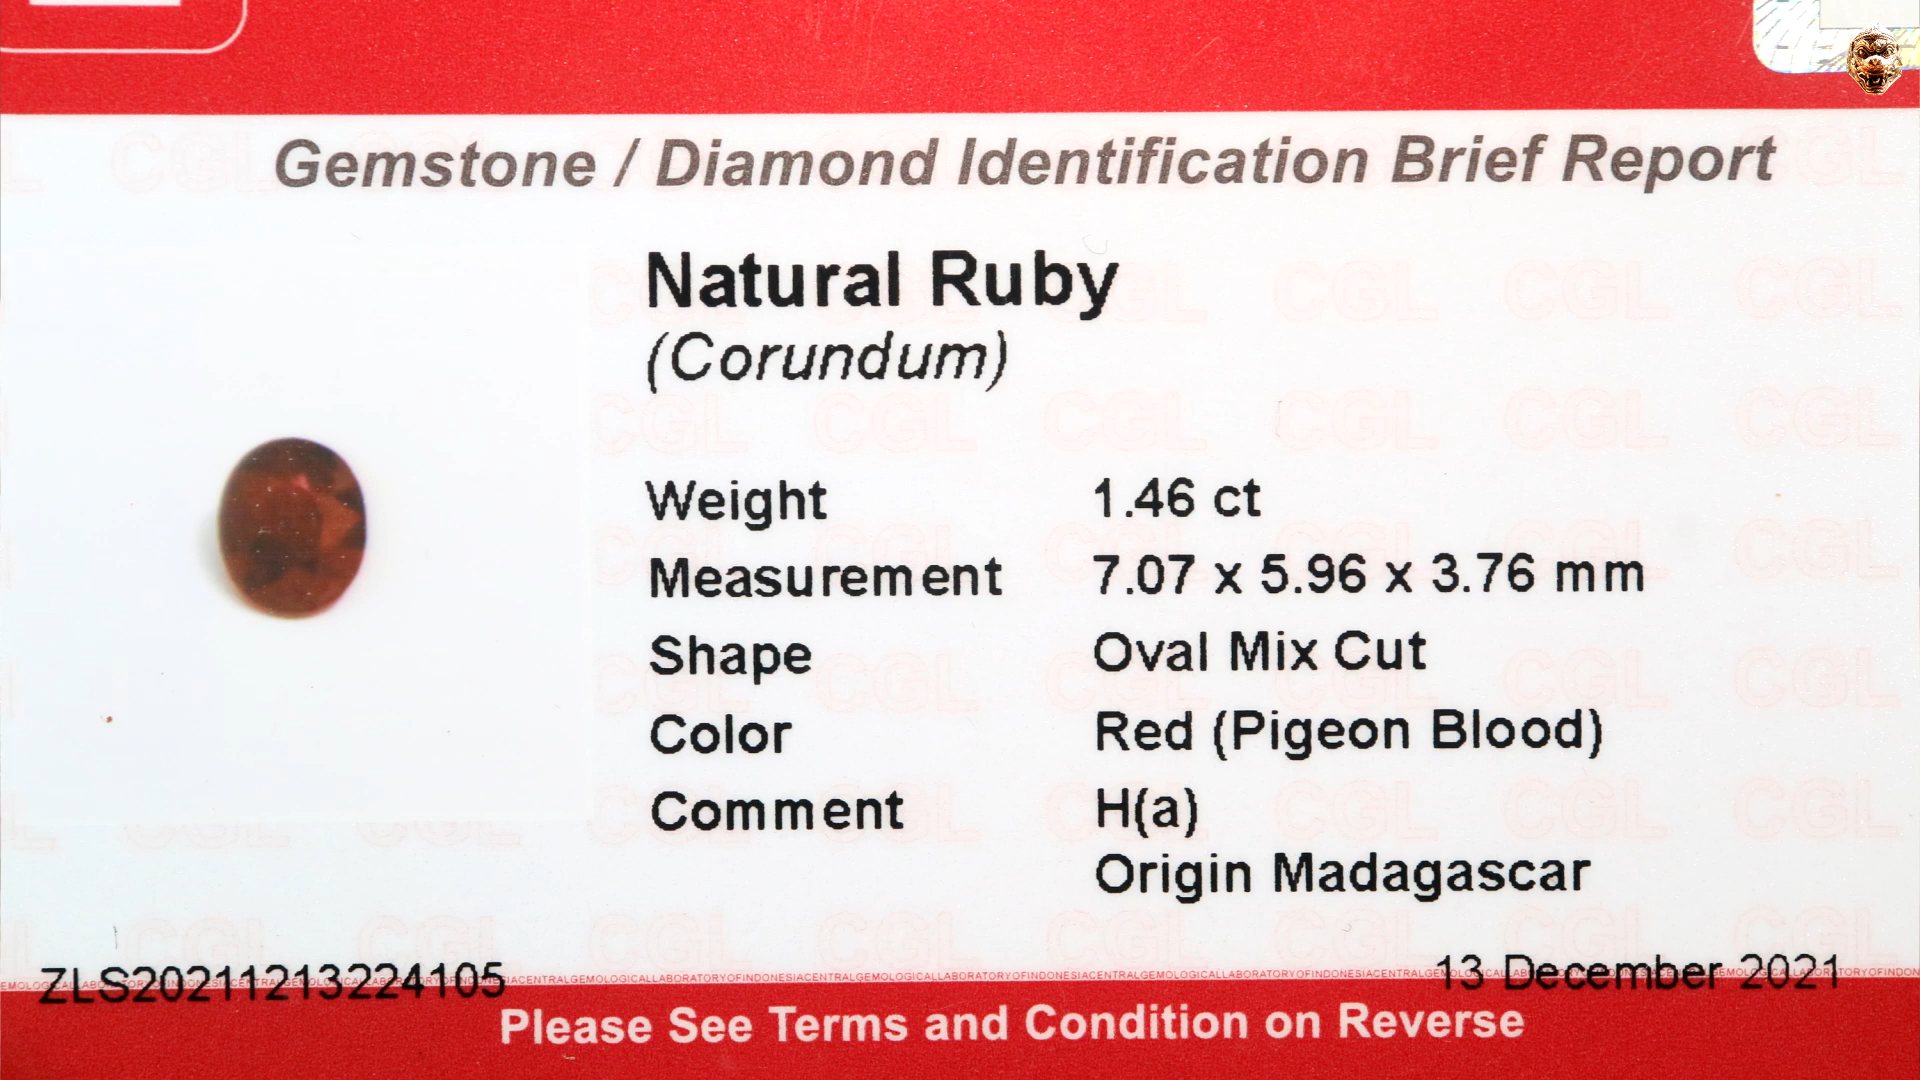 Gemstone / Diamond Identification Brief Report
Natural Ruby
(Corundum)
Weight 1.46 ct
Measurement 7.07 x 5.96 x 3.76 mm
Shape Oval Mix Cut
Color Red (Pigeon Blood)
Comment H(a)
Origin Madagascar
ZLS20211213224105 13 December 2021
Please See Terms and Condition on Reverse